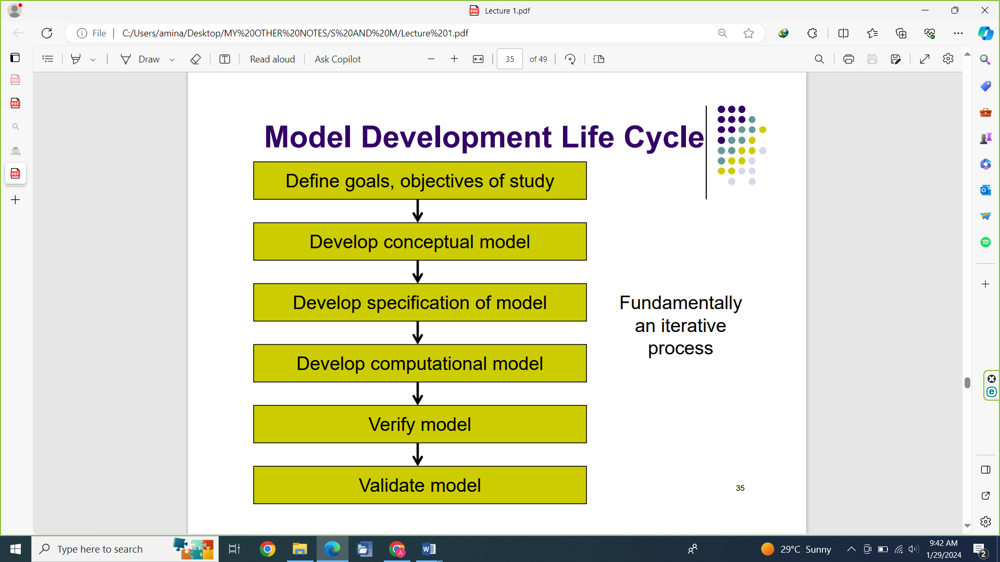 Lecture 1.pdf
File
C:/Users/amina/Desktop/MY%20OTHER%20NOTES/S%20AND%20M/Lecture%201.pdf
Draw
Read aloud
Ask Copilot
35
of 49
Model Development Life Cycle
Define goals, objectives of study
Develop conceptual model
Develop specification of model
Fundamentally
an iterative
process
Develop computational model
Verify model
Validate model
35
Type here to search
29°C Sunny
9:42 AM
1/29/2024
2